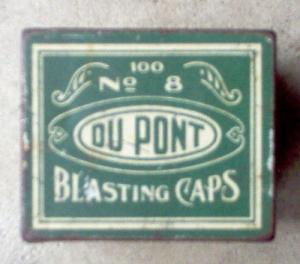 100
No 8
DU PONT
BLASTING CAPS